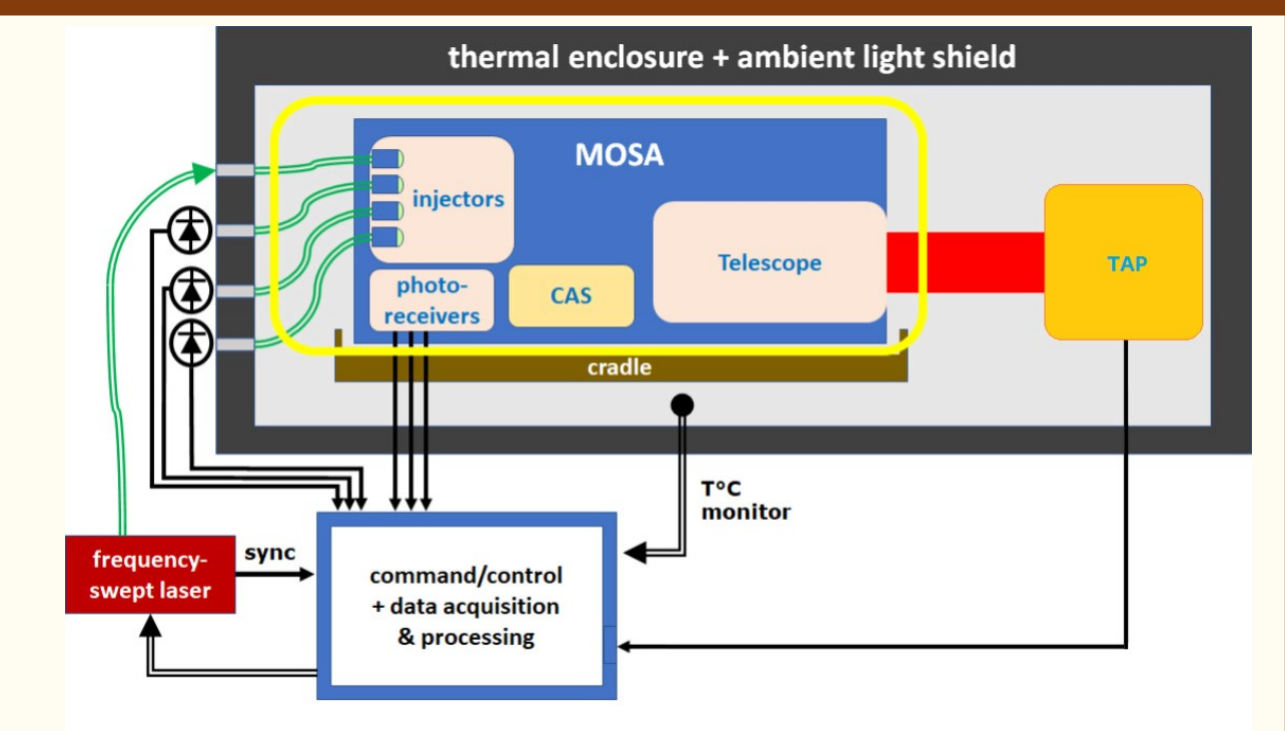 thermal enclosure + ambient light shield
MOSA
injectors
Telescope
TAP
photo-
receivers
CAS
cradle
T°C
monitor
frequency-
swept laser
sync
command/control
+ data acquisition
& processing